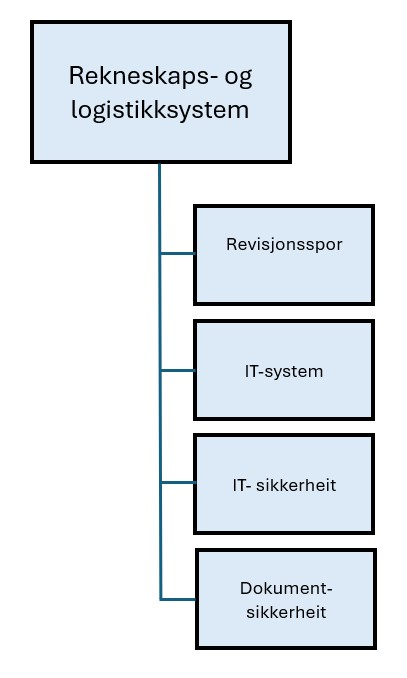 Rekneskaps- og
logistikksystem
Revisjonsspor
IT-system
IT- sikkerheit
Dokument-
sikkerheit